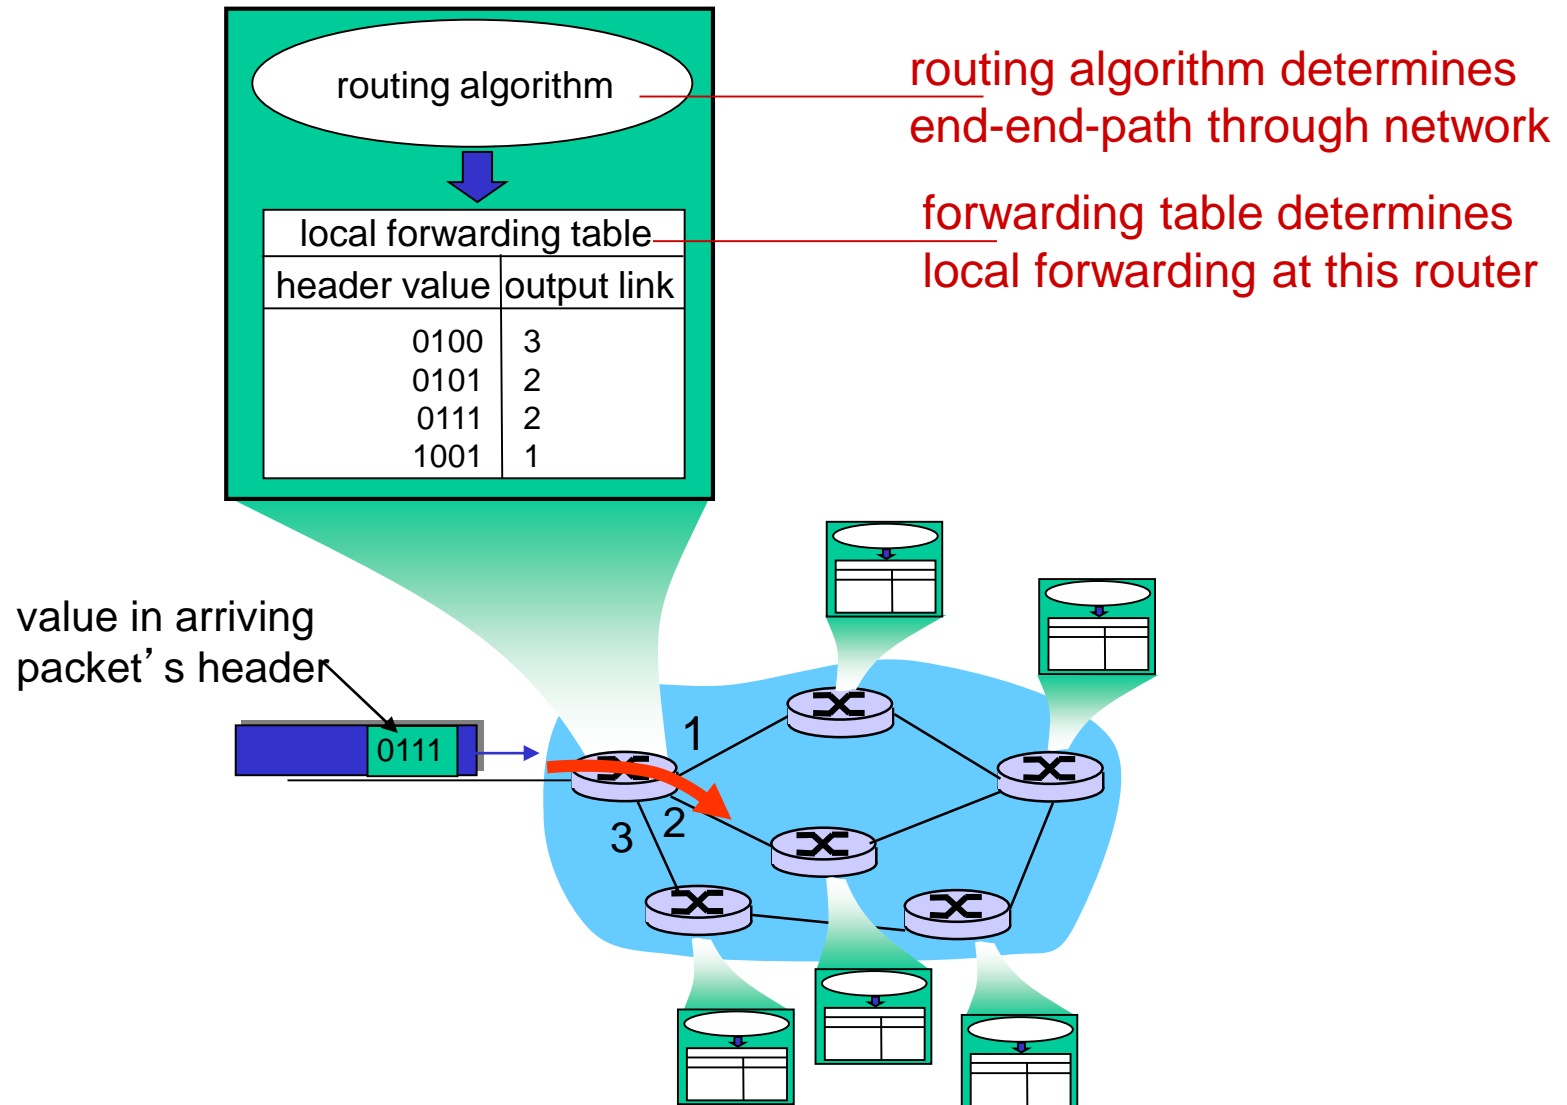 routing algorithm
routing algorithm determines
end-end-path through network
local forwarding table
forwarding table determines
local forwarding at this router
header value output link
0100 3
0101 2
0111 2
1001 1
value in arriving
packet’s header
0111
1
2
3